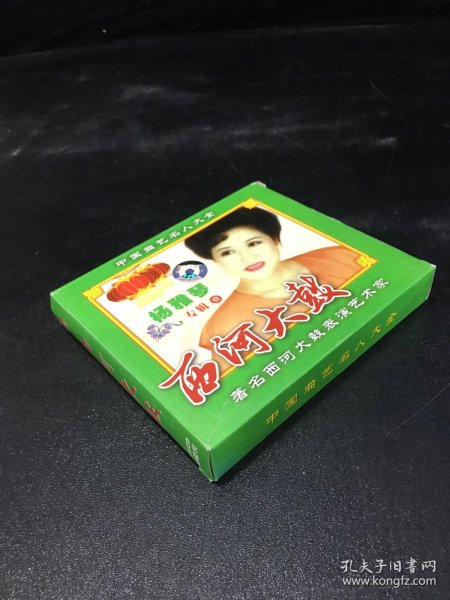 中国曲艺名人大全
杨雅琴
专辑
西河大鼓
著名西河大鼓表演艺术家
中国曲艺名人大全
孔夫子旧书网
www.kongfz.com